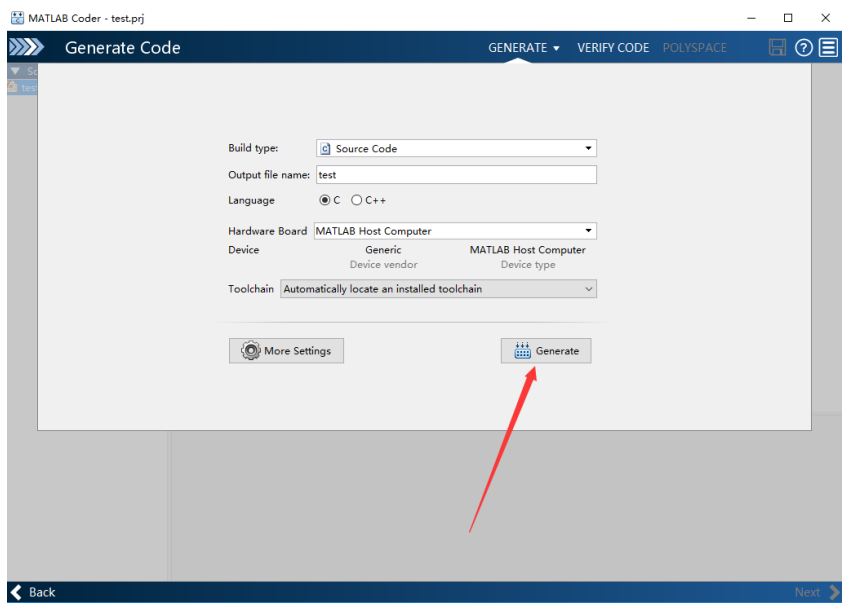 MATLAB Coder - test.prj
Generate Code
GENERATE
VERIFY CODE
POLYSPACE
test
Build type: Source Code
Output file name: test
Language C C++
Hardware Board MATLAB Host Computer
Device Generic MATLAB Host Computer
Device vendor Device type
Toolchain Automatically locate an installed toolchain
More Settings
Generate
Back
Next